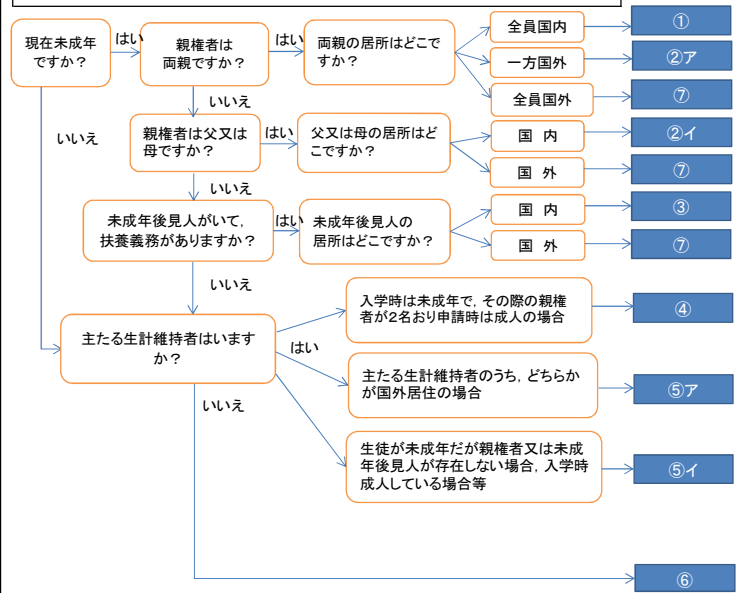 現在未成年
ですか？
はい
親権者は
両親ですか？
はい
両親の居所はどこで
すか？
全員国内
①
一方国外
②ア
全員国外
⑦
いいえ
いいえ
親権者は父又は
母ですか？
はい
父又は母の居所はど
こですか？
国　内
②イ
国　外
⑦
いいえ
未成年後見人がいて，
扶養義務がありますか？
はい
未成年後見人の
居所はどこですか？
国　内
③
国　外
⑦
いいえ
主たる生計維持者はいます
か？
はい
入学時は未成年で，その際の親権
者が２名おり申請時は成人の場合
④
主たる生計維持者のうち，どちらか
が国外居住の場合
⑤ア
いいえ
生徒が未成年だが親権者又は未成
年後見人が存在しない場合，入学時
成人している場合等
⑤イ
⑥